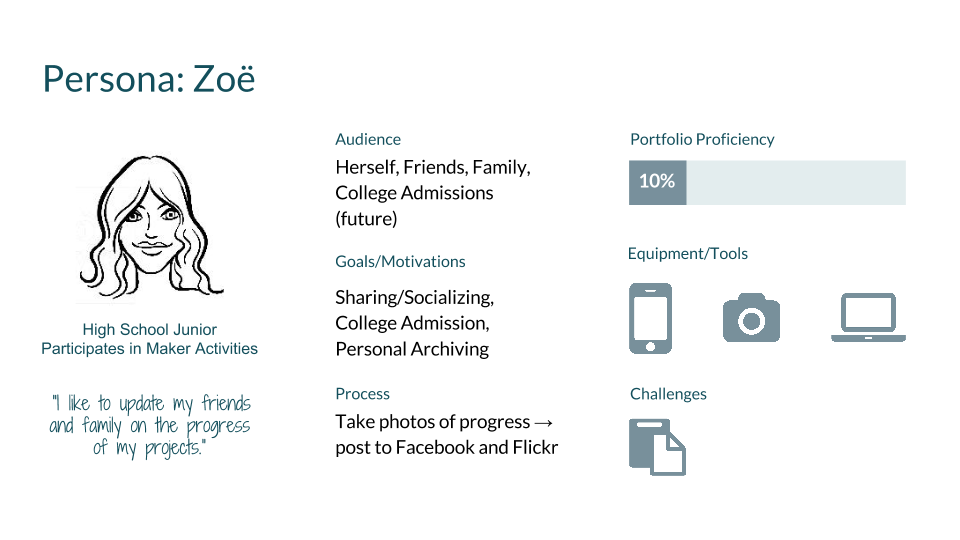 Persona: Zoë
High School Junior
Participates in Maker Activities
"I like to update my friends
and family on the progress
of my projects."
Audience
Herself, Friends, Family,
College Admissions
(future)
Goals/Motivations
Sharing/Socializing,
College Admission,
Personal Archiving
Process
Take photos of progress →
post to Facebook and Flickr
Portfolio Proficiency
10%
Equipment/Tools
Challenges